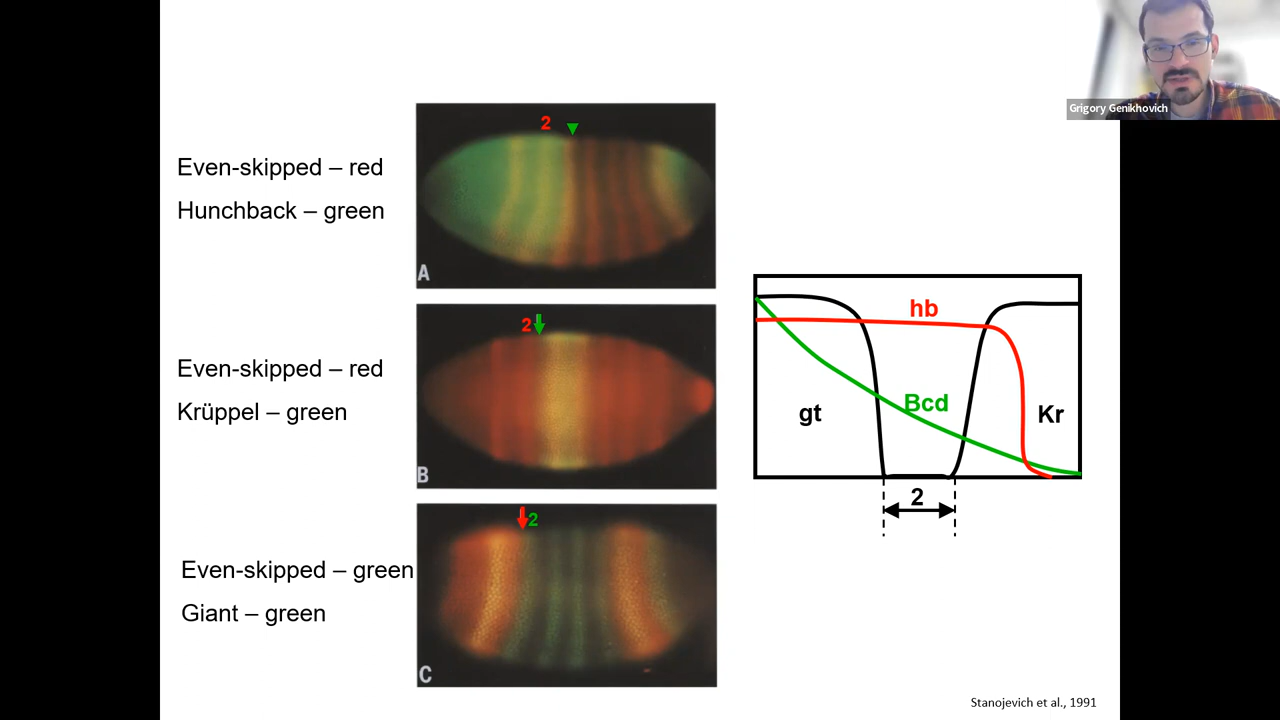 Grigory Genikhovich
2
Even-skipped – red
Hunchback – green
A
2
Even-skipped – red
Krüppel – green
B
2
Even-skipped – green
Giant – green
C
hb
Bcd
gt
Kr
2
Stanojevich et al., 1991